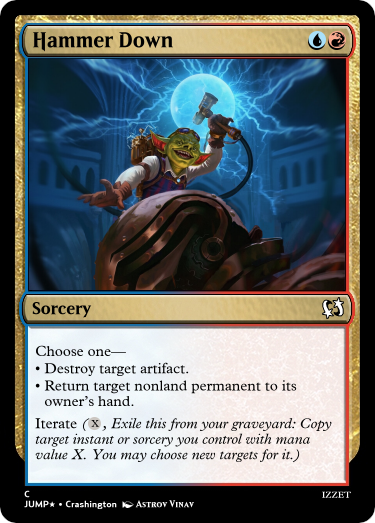 Hammer Down
Sorcery
Choose one—
• Destroy target artifact.
• Return target nonland permanent to its
owner's hand.
Iterate (X, Exile this from your graveyard: Copy
target instant or sorcery you control with mana
value X. You may choose new targets for it.)
C
IZZET
JUMP★ • Crashington Astrov Vinav